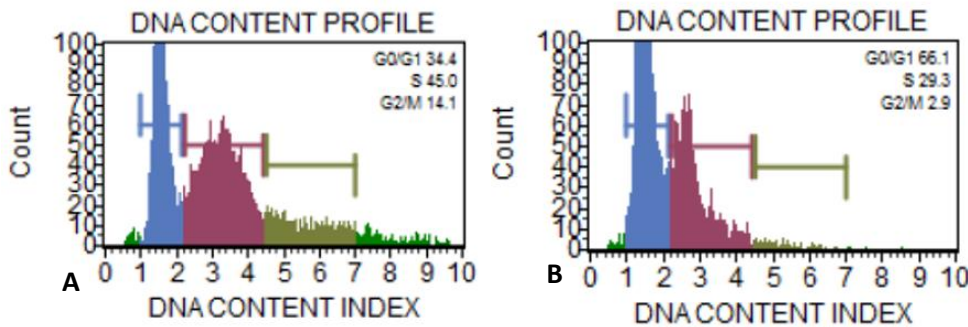 DNA CONTENT PROFILE
100
90
80
70
60
50
40
30
20
10
0
Count
G0/G1 34.4
S 45.0
G2/M 14.1
0 1 2 3 4 5 6 7 8 9 10
A
DNA CONTENT INDEX
DNA CONTENT PROFILE
100
90
80
70
60
50
40
30
20
10
0
Count
G0/G1 66.1
S 29.3
G2/M 2.9
0 1 2 3 4 5 6 7 8 9 10
B
DNA CONTENT INDEX